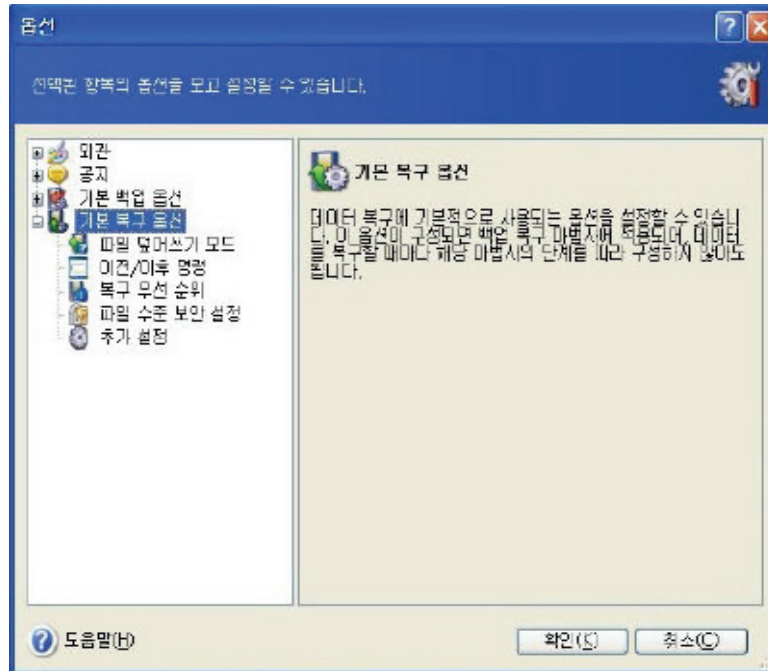 옵션
선택된 항목의 옵션을 보고 설정할 수 있습니다.
외관
공지
기본 백업 옵션
기본 복구 옵션
파일 덮어쓰기 모드
이전/이후 명령
복구 우선 순위
파일 수준 보안 설정
추가 설정
기본 복구 옵션
데이터 복구에 기본적으로 사용되는 옵션을 설정할 수 있습니
다. 이 옵션이 구성되면 백업 복구 마법사에 적용되며, 데이터
를 복구할 때마다 해당 마법사의 단계를 따라 구성하지 않아도
됩니다.
도움말(H)
확인
취소(C)